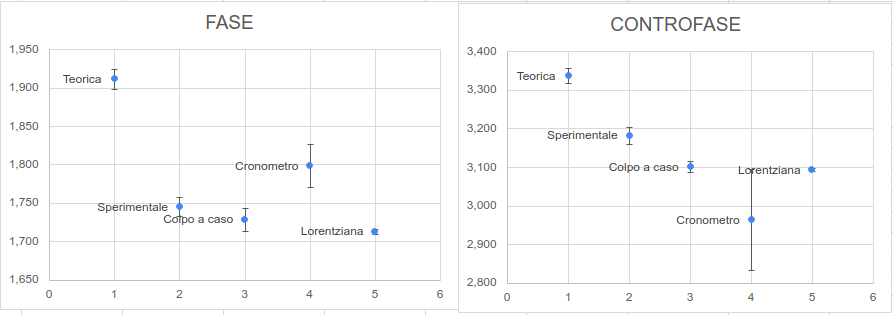 FASE
1,950
1,900
1,850
1,800
1,750
1,700
1,650
0 1 2 3 4 5 6
Teorica
Sperimentale
Colpo a caso
Cronometro
Lorentziana
CONTROFASE
3,400
3,300
3,200
3,100
3,000
2,900
2,800
0 1 2 3 4 5 6
Teorica
Sperimentale
Colpo a caso
Cronometro
Lorentziana